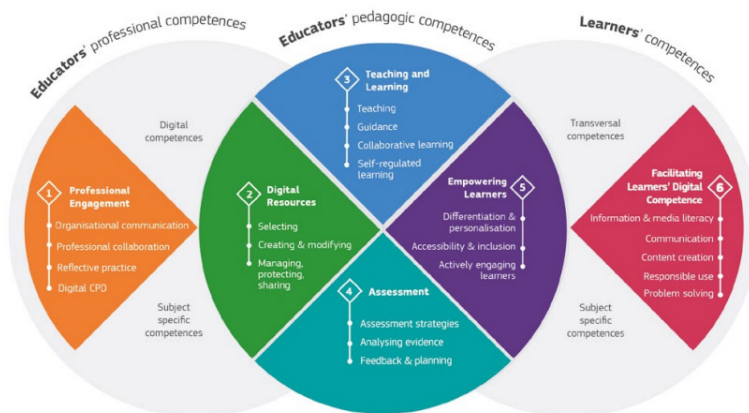 Educators' professional competences
Educators' pedagogic competences
Learners' competences
Digital
competences
Transversal
competences
Subject
specific
competences
Subject
specific
competences
1
Professional
Engagement
Organisational communication
Professional collaboration
Reflective practice
Digital CPD
2
Digital
Resources
Selecting
Creating & modifying
Managing,
protecting,
sharing
3
Teaching and
Learning
Teaching
Guidance
Collaborative learning
Self-regulated
learning
4
Assessment
Assessment strategies
Analysing evidence
Feedback & planning
5
Empowering
Learners
Differentiation &
personalisation
Accessibility & inclusion
Actively engaging
learners
6
Facilitating
Learners' Digital
Competence
Information & media literacy
Communication
Content creation
Responsible use
Problem solving